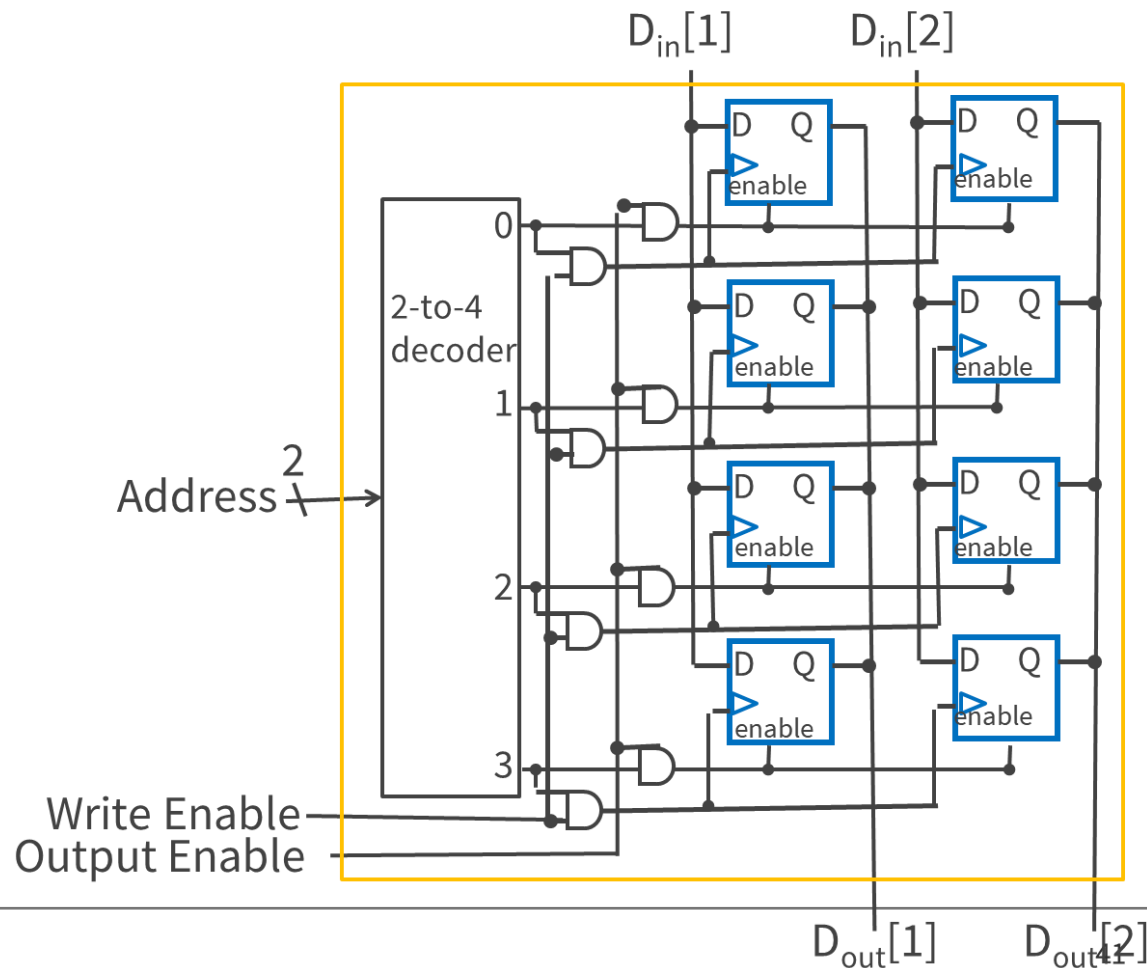 Din[1] Din[2]
D Q
enable
D Q
enable
0
2-to-4
decoder
D Q
enable
D Q
enable
1
2
Address
D Q
enable
D Q
enable
2
D Q
enable
D Q
enable
3
Write Enable
Output Enable
Dout[1] Dout[2]
41